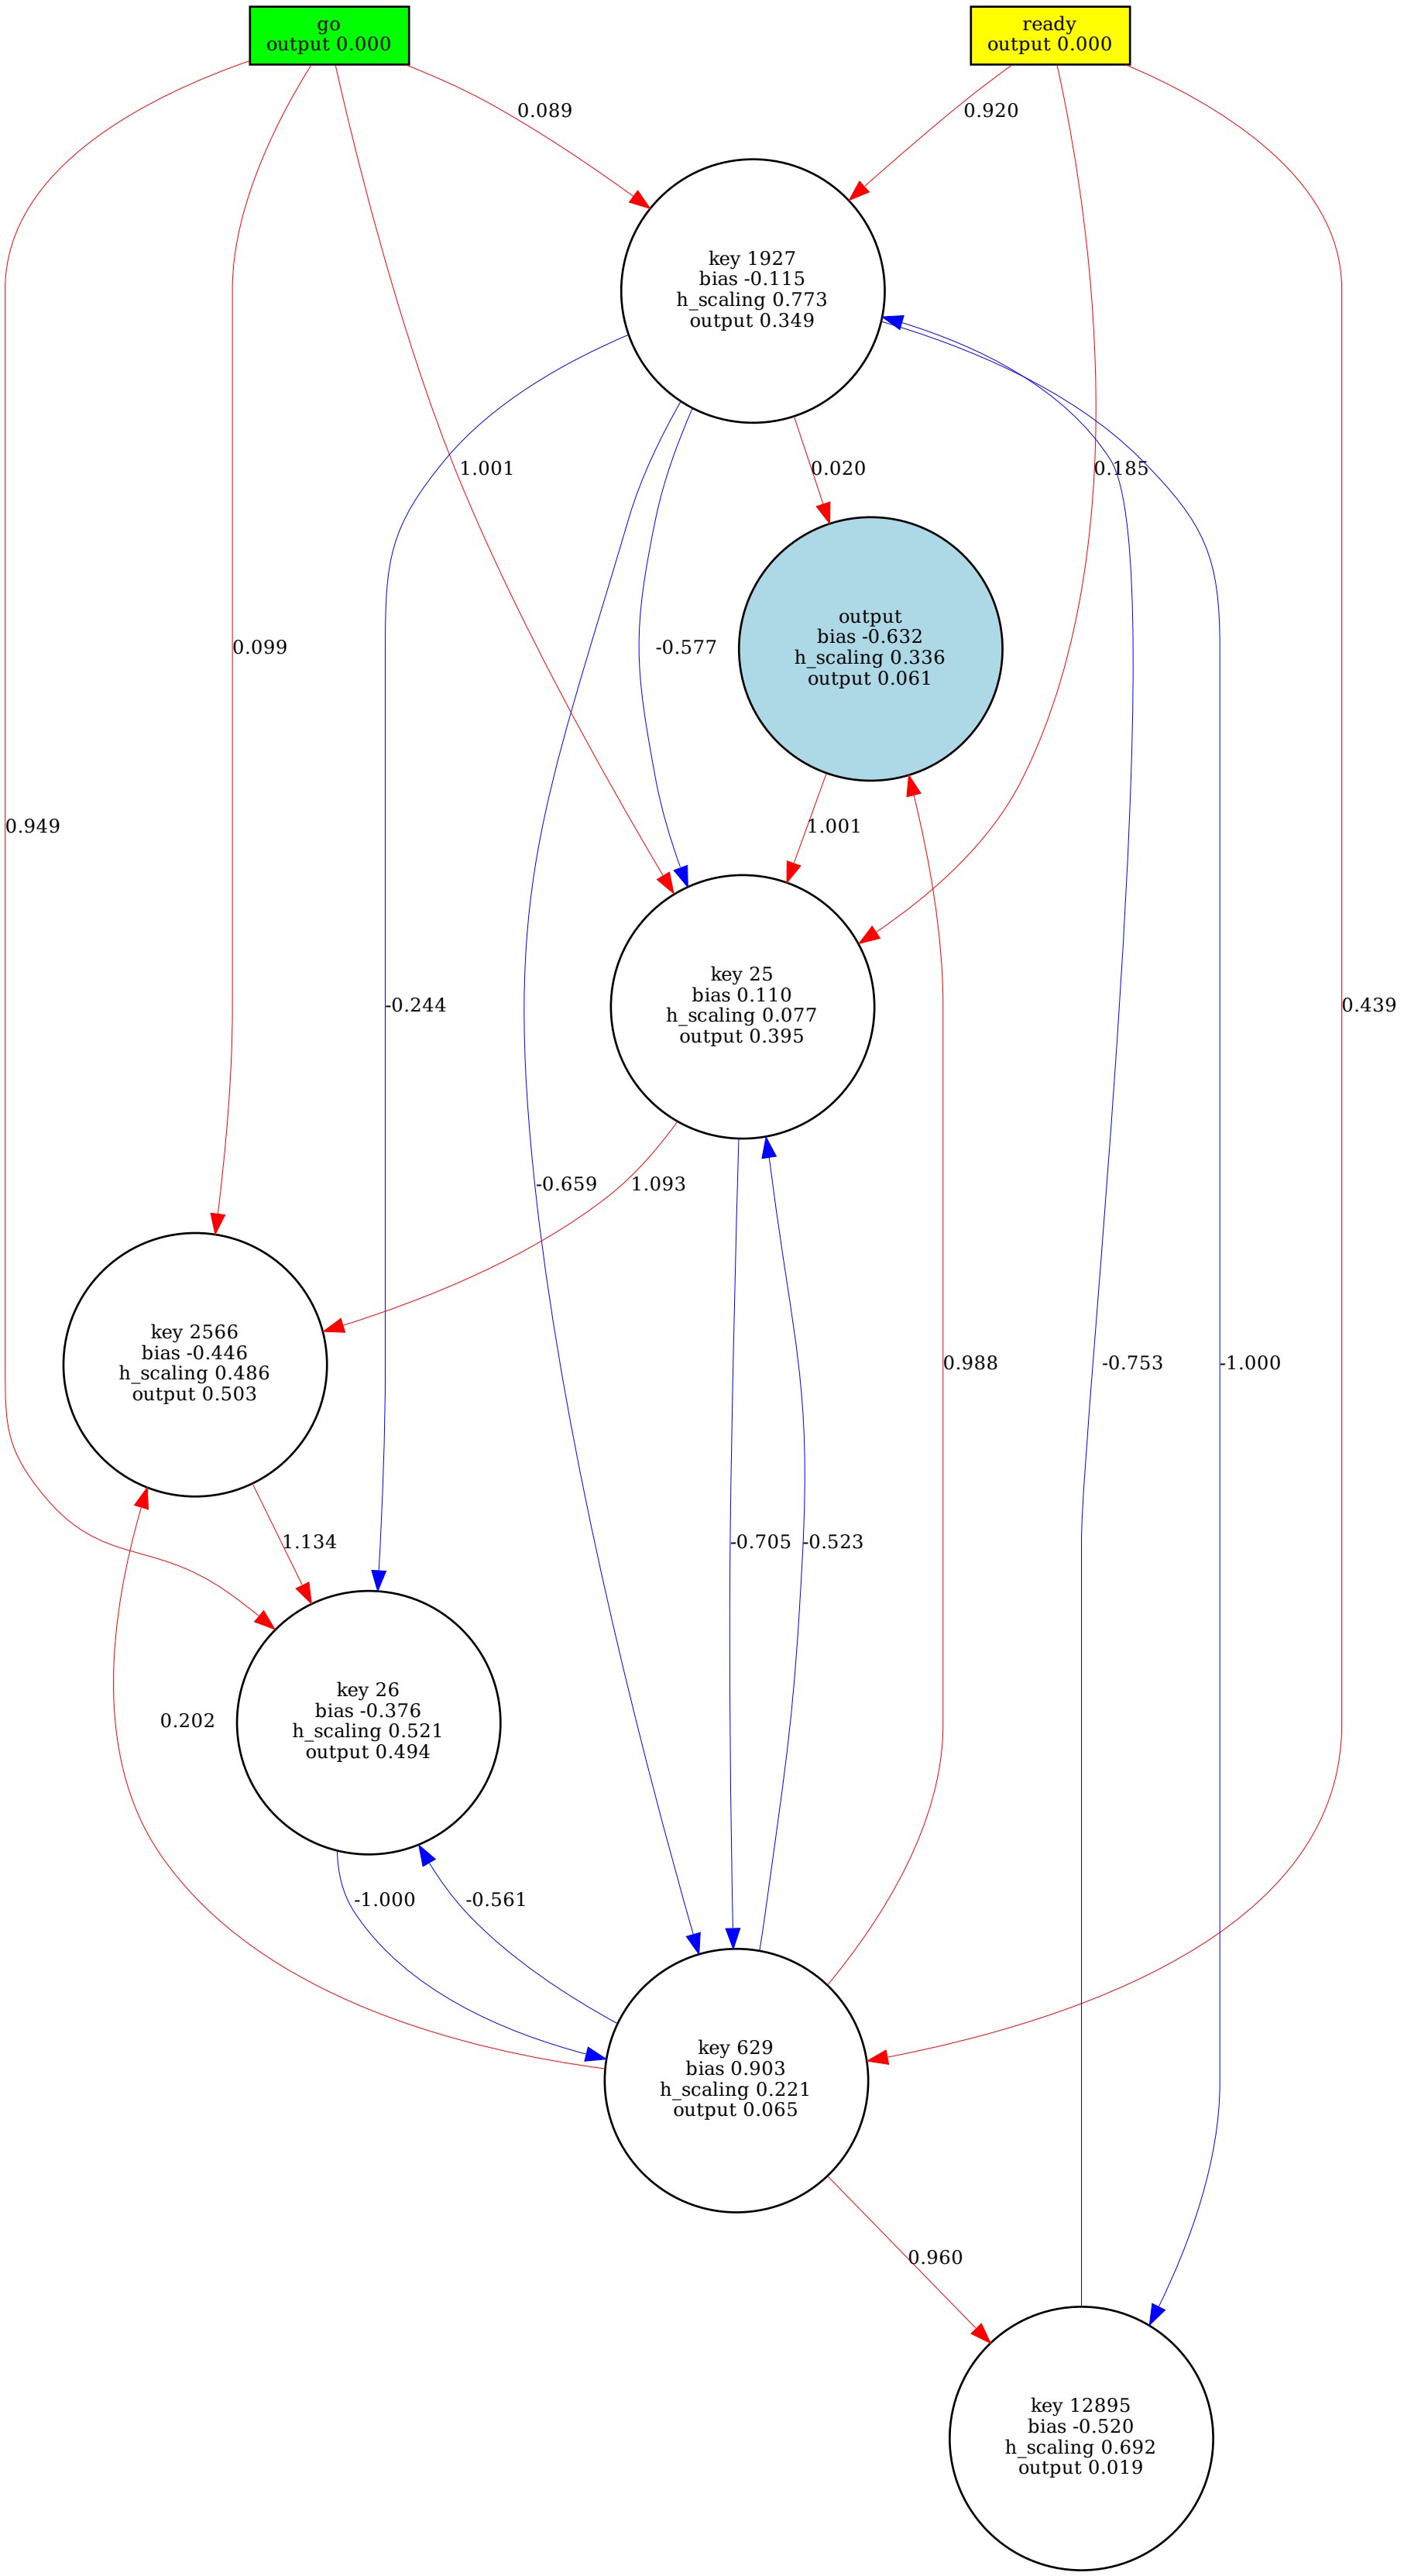 go
output 0.000
ready
output 0.000
0.089
0.920
key 1927
bias -0.115
h_scaling 0.773
output 0.349
1.001
0.020
0.185
output
bias -0.632
h_scaling 0.336
output 0.061
0.099
-0.577
0.949
1.001
key 25
bias 0.110
h_scaling 0.077
output 0.395
-0.244
0.439
-0.659
1.093
key 2566
bias -0.446
h_scaling 0.486
output 0.503
0.988
-0.753
-1.000
1.134
-0.705
-0.523
key 26
bias -0.376
h_scaling 0.521
output 0.494
0.202
-1.000
-0.561
key 629
bias 0.903
h_scaling 0.221
output 0.065
0.960
key 12895
bias -0.520
h_scaling 0.692
output 0.019